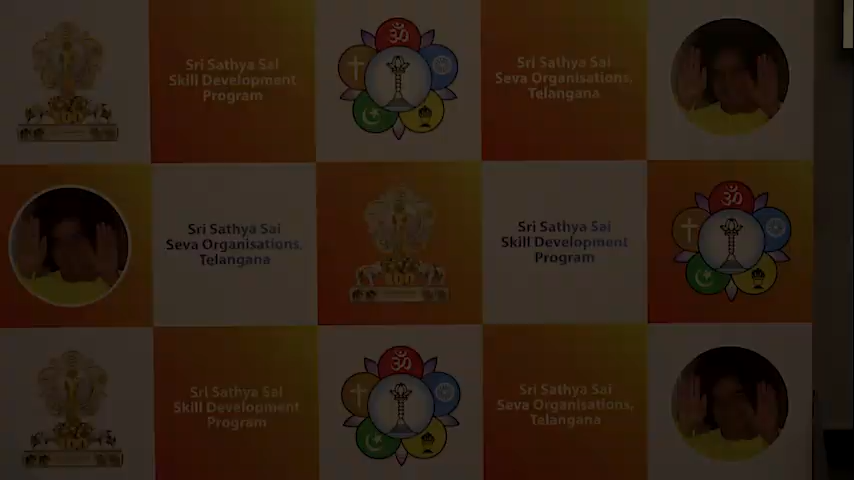 Sri Sathya Sai
Skill Development
Program
Sri Sathya Sai
Seva Organisations,
Telangana
Sri Sathya Sai
Seva Organisations,
Telangana
100
Sri Sathya Sai
Skill Development
Program
Sri Sathya Sai
Skill Development
Program
Sri Sathya Sai
Seva Organisations,
Telangana